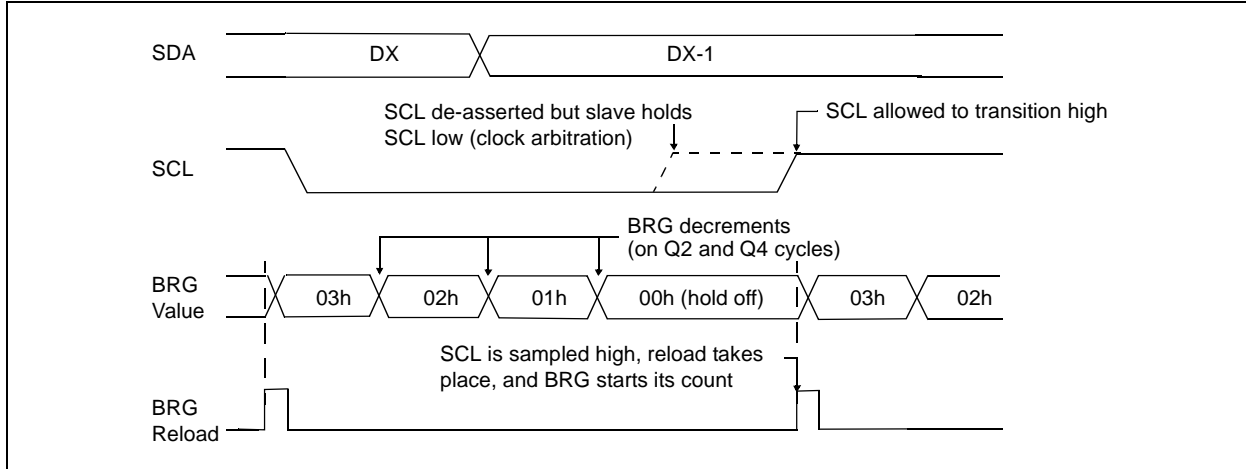 SDA
DX
DX-1
SCL de-asserted but slave holds
SCL low (clock arbitration)
SCL allowed to transition high
SCL
BRG decrements
(on Q2 and Q4 cycles)
BRG
Value
03h
02h
01h
00h (hold off)
03h
02h
SCL is sampled high, reload takes
place, and BRG starts its count
BRG
Reload